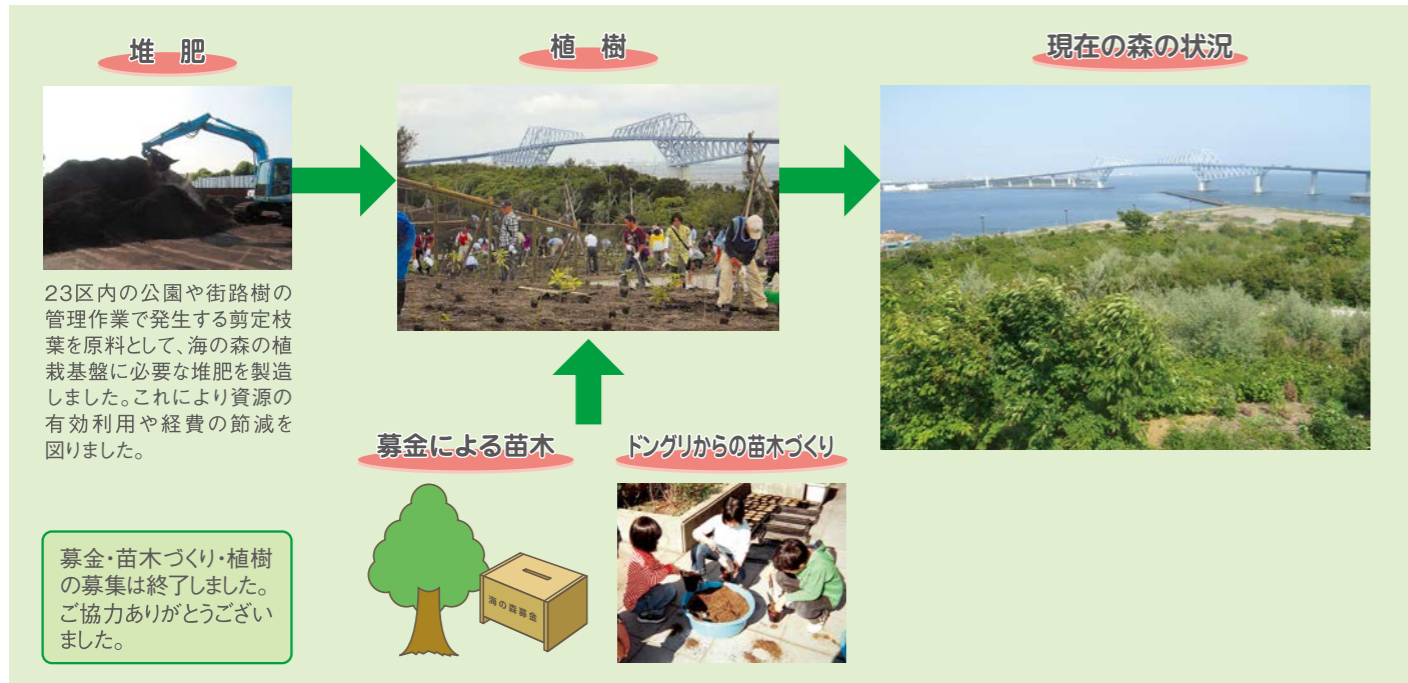 堆 肥
植 樹
現在の森の状況
23区内の公園や街路樹の
管理作業で発生する剪定枝
葉を原料として、海の森の植
栽基盤に必要な堆肥を製造
しました。これにより資源の
有効利用や経費の節減を
図りました。
募金による苗木
ドングリからの苗木づくり
海の森募金
募金・苗木づくり・植樹
の募集は終了しました。
ご協力ありがとうござい
ました。